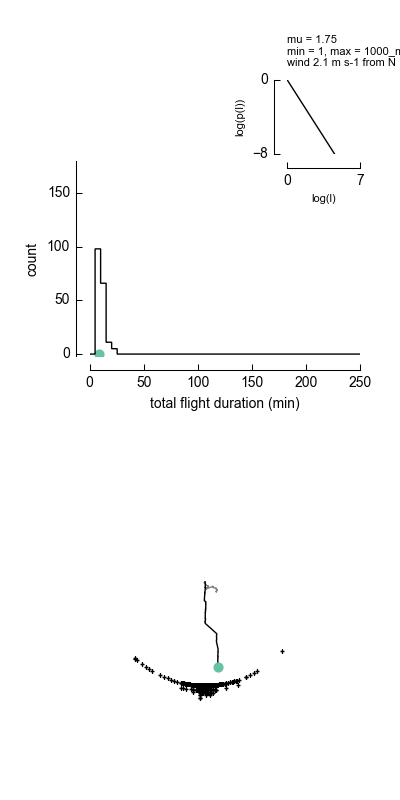 mu = 1.75
min = 1, max = 1000_m
wind 2.1 m s-1 from N
0
log(p(l))
−8
0
7
log(l)
150
100
50
0
count
0
50
100
150
200
250
total flight duration (min)